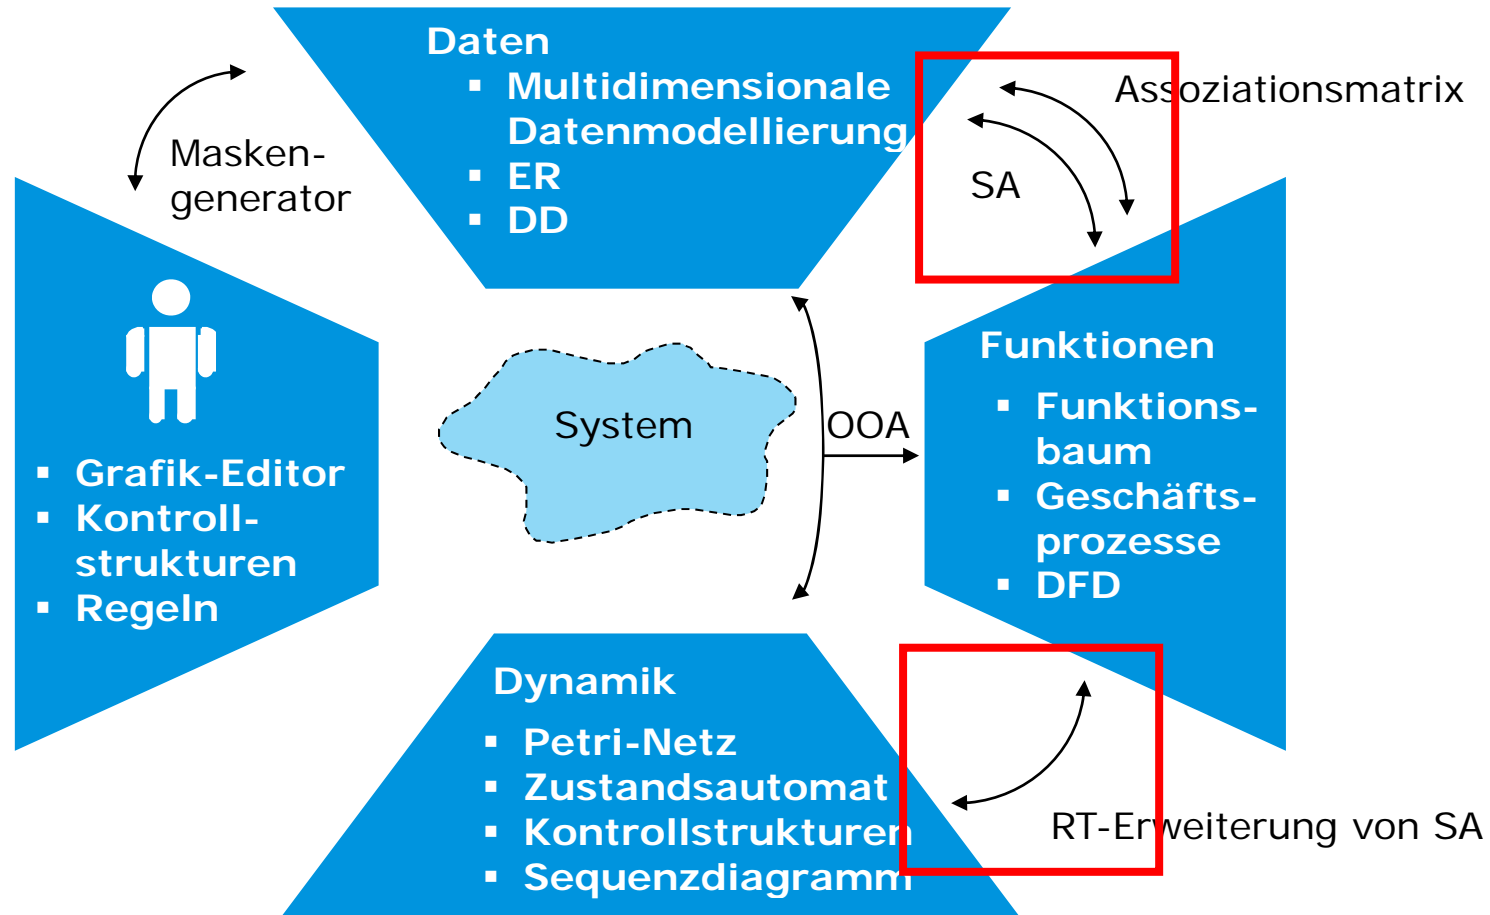 Daten
▪ Multidimensionale
Datenmodellierung
▪ ER
▪ DD
Assoziationsmatrix
SA
Masken-
generator
▪ Grafik-Editor
▪ Kontroll-
strukturen
▪ Regeln
System
OOA
Funktionen
▪ Funktions-
baum
▪ Geschäfts-
prozesse
▪ DFD
Dynamik
▪ Petri-Netz
▪ Zustandsautomat
▪ Kontrollstrukturen
▪ Sequenzdiagramm
RT-Erweiterung von SA